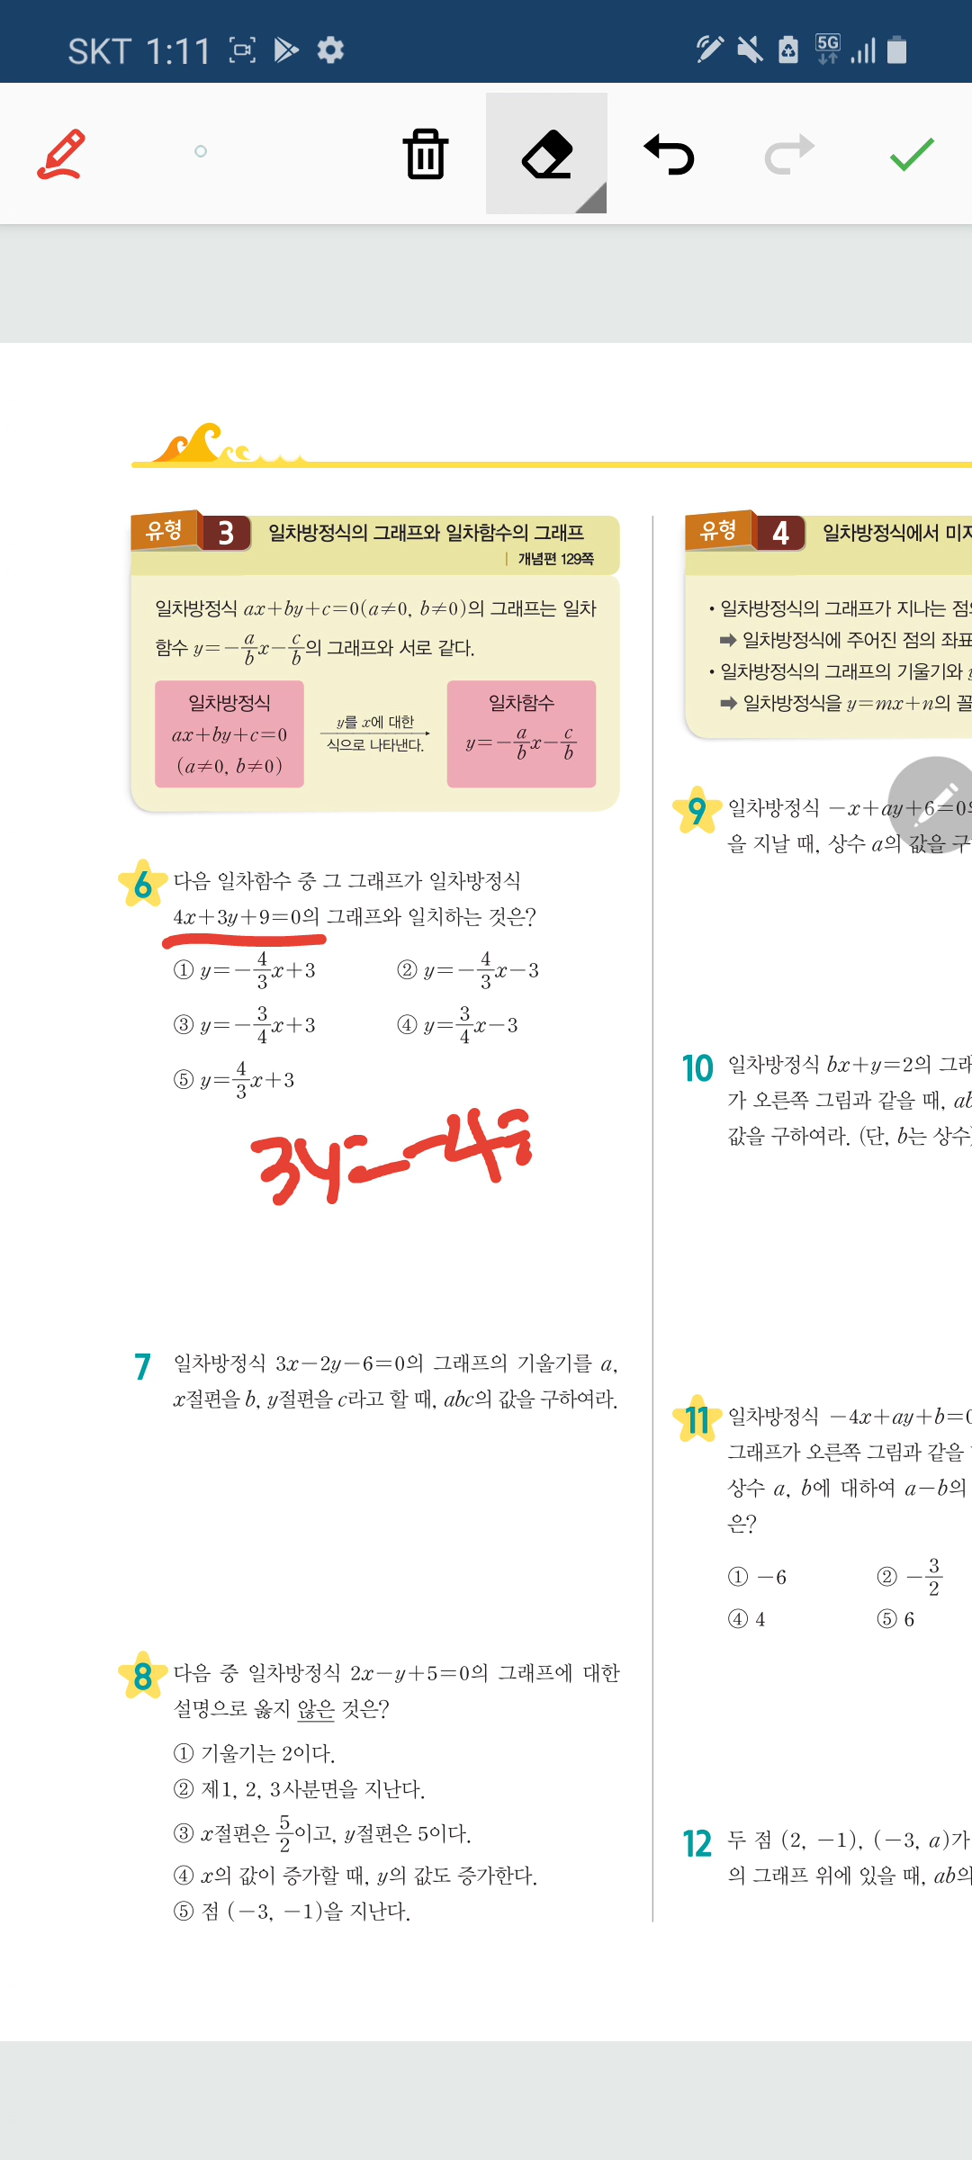 SKT 1:11 5G
유형 3 일차방정식의 그래프와 일차함수의 그래프
| 개념편 129쪽
일차방정식 ax+by+c=0(a≠0, b≠0)의 그래프는 일차
함수 y=-a/b x-c/b의 그래프와 서로 같다.
일차방정식
ax+by+c=0
(a≠0, b≠0)
y를 x에 대한
식으로 나타낸다.
일차함수
y=-a/b x-c/b
6 다음 일차함수 중 그 그래프가 일차방정식
4x+3y+9=0의 그래프와 일치하는 것은?
① y=-4/3 x+3 ② y=-4/3 x-3
③ y=-3/4 x+3 ④ y=3/4 x-3
⑤ y=4/3 x+3
3y=-4
7 일차방정식 3x-2y-6=0의 그래프의 기울기를 a,
x절편을 b, y절편을 c라고 할 때, abc의 값을 구하여라.
8 다음 중 일차방정식 2x-y+5=0의 그래프에 대한
설명으로 옳지 않은 것은?
① 기울기는 2이다.
② 제1, 2, 3사분면을 지난다.
③ x절편은 5/2이고, y절편은 5이다.
④ x의 값이 증가할 때, y의 값도 증가한다.
⑤ 점 (-3, -1)을 지난다.
유형 4 일차방정식에서 미지
• 일차방정식의 그래프가 지나는 점의
➡ 일차방정식에 주어진 점의 좌표
• 일차방정식의 그래프의 기울기와 y
➡ 일차방정식을 y=mx+n의 꼴
9 일차방정식 -x+ay+6=0의
을 지날 때, 상수 a의 값을 구
10 일차방정식 bx+y=2의 그래
가 오른쪽 그림과 같을 때, ab
값을 구하여라. (단, b는 상수)
11 일차방정식 -4x+ay+b=0
그래프가 오른쪽 그림과 같을
상수 a, b에 대하여 a-b의
은?
① -6 ② -3/2
④ 4 ⑤ 6
12 두 점 (2, -1), (-3, a)가
의 그래프 위에 있을 때, ab의